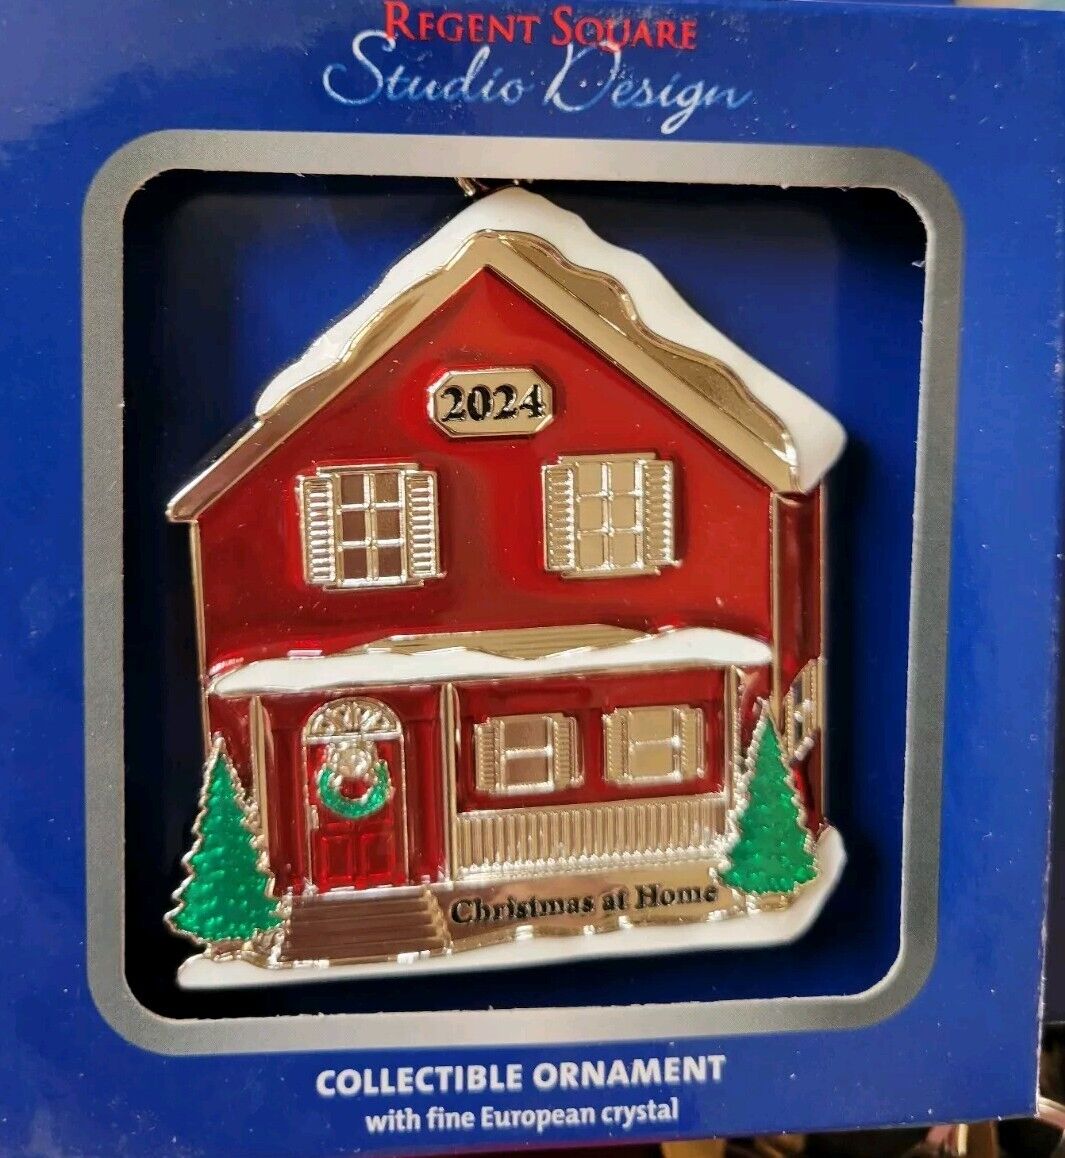 REGENT SQUARE
Studio Design
2024
Christmas at Home
COLLECTIBLE ORNAMENT
with fine European crystal